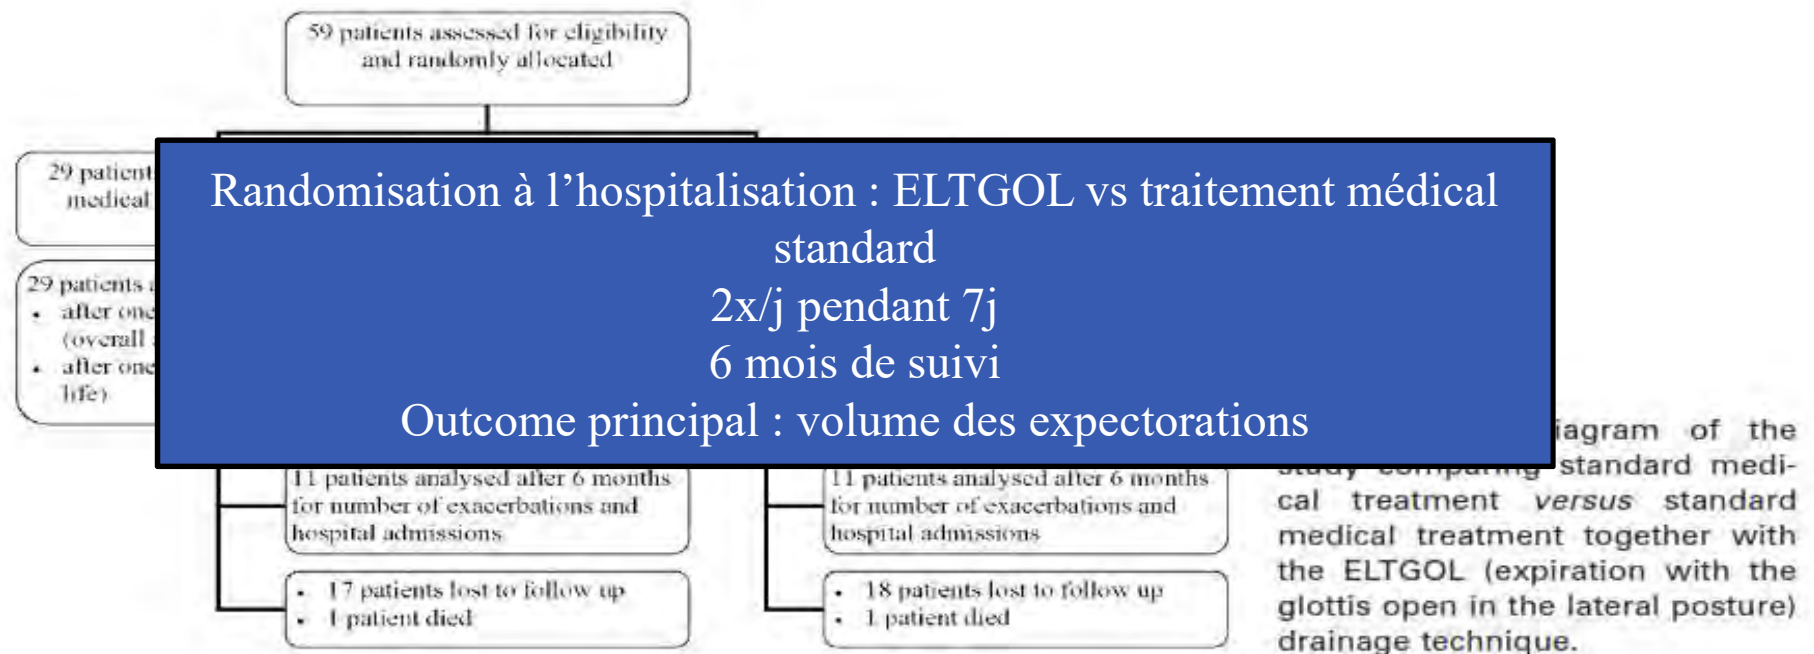 59 patients assessed for eligibility
and randomly allocated
29 patient
medical
Randomisation à l’hospitalisation : ELTGOL vs traitement médical
standard
2x/j pendant 7j
6 mois de suivi
Outcome principal : volume des expectorations
29 patients
• after one
(overall
• after one
life)
11 patients analysed after 6 months
for number of exacerbations and
hospital admissions
• 17 patients lost to follow up
• 1 patient died
11 patients analysed after 6 months
for number of exacerbations and
hospital admissions
• 18 patients lost to follow up
• 1 patient died
iagram of the
study comparing standard medi-
cal treatment versus standard
medical treatment together with
the ELTGOL (expiration with the
glottis open in the lateral posture)
drainage technique.